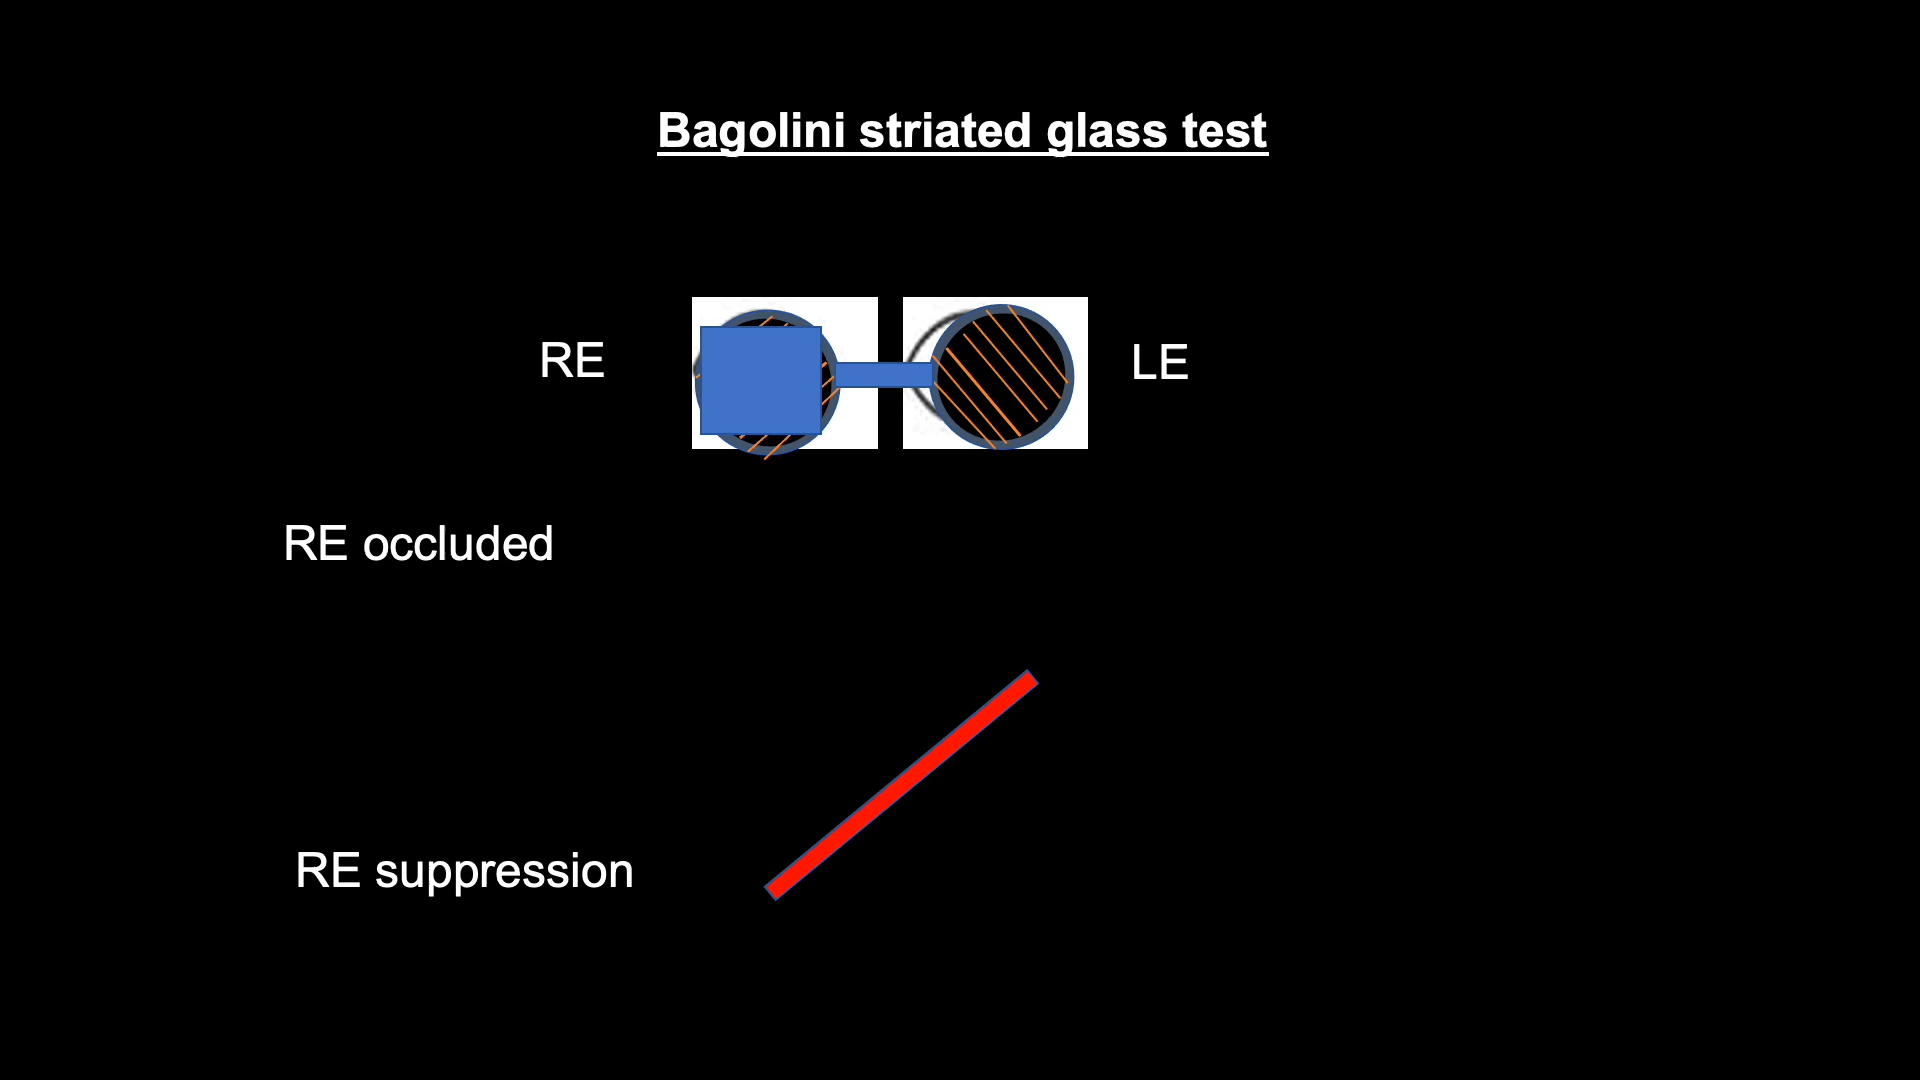 Bagolini striated glass test
RE
LE
RE occluded
RE suppression